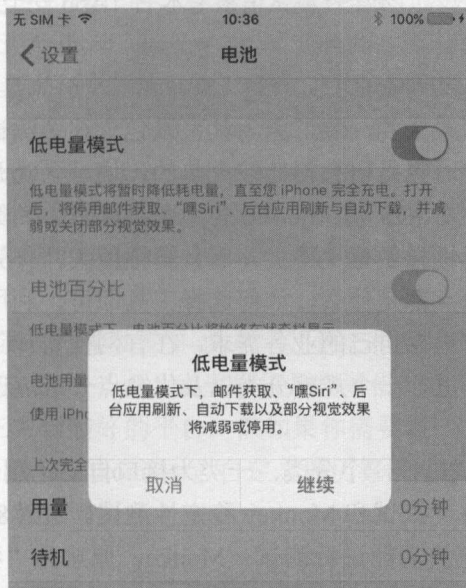 无 SIM 卡 10:36 100%
设置 电池
低电量模式
低电量模式将暂时降低耗电量，直至您 iPhone 完全充电。打开
后，将停用邮件获取、“嘿Siri”、后台应用刷新与自动下载，并减
弱或关闭部分视觉效果。
电池百分比
低电量模式下，电池百分比将始终在状态栏显示
电池用量
使用 iPho
上次完全
低电量模式
低电量模式下，邮件获取、“嘿Siri”、后
台应用刷新、自动下载以及部分视觉效果
将减弱或停用。
取消 继续
用量 0分钟
待机 0分钟